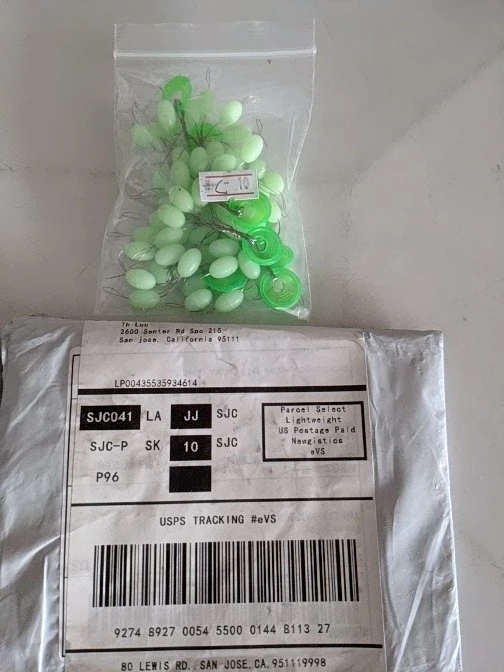 10
Th Luu
2600 Senter Rd Spc 215
San jose, California 95111
LP00435535934614
SJC041 LA JJ SJC
SJC-P SK 10 SJC
P96
Parcel Select
Lightweight
US Postage Paid
Newgistics
eVS
USPS TRACKING #eVS
9274 8927 0054 5500 0144 8113 27
80 LEWIS RD., SAN JOSE, CA, 951119998